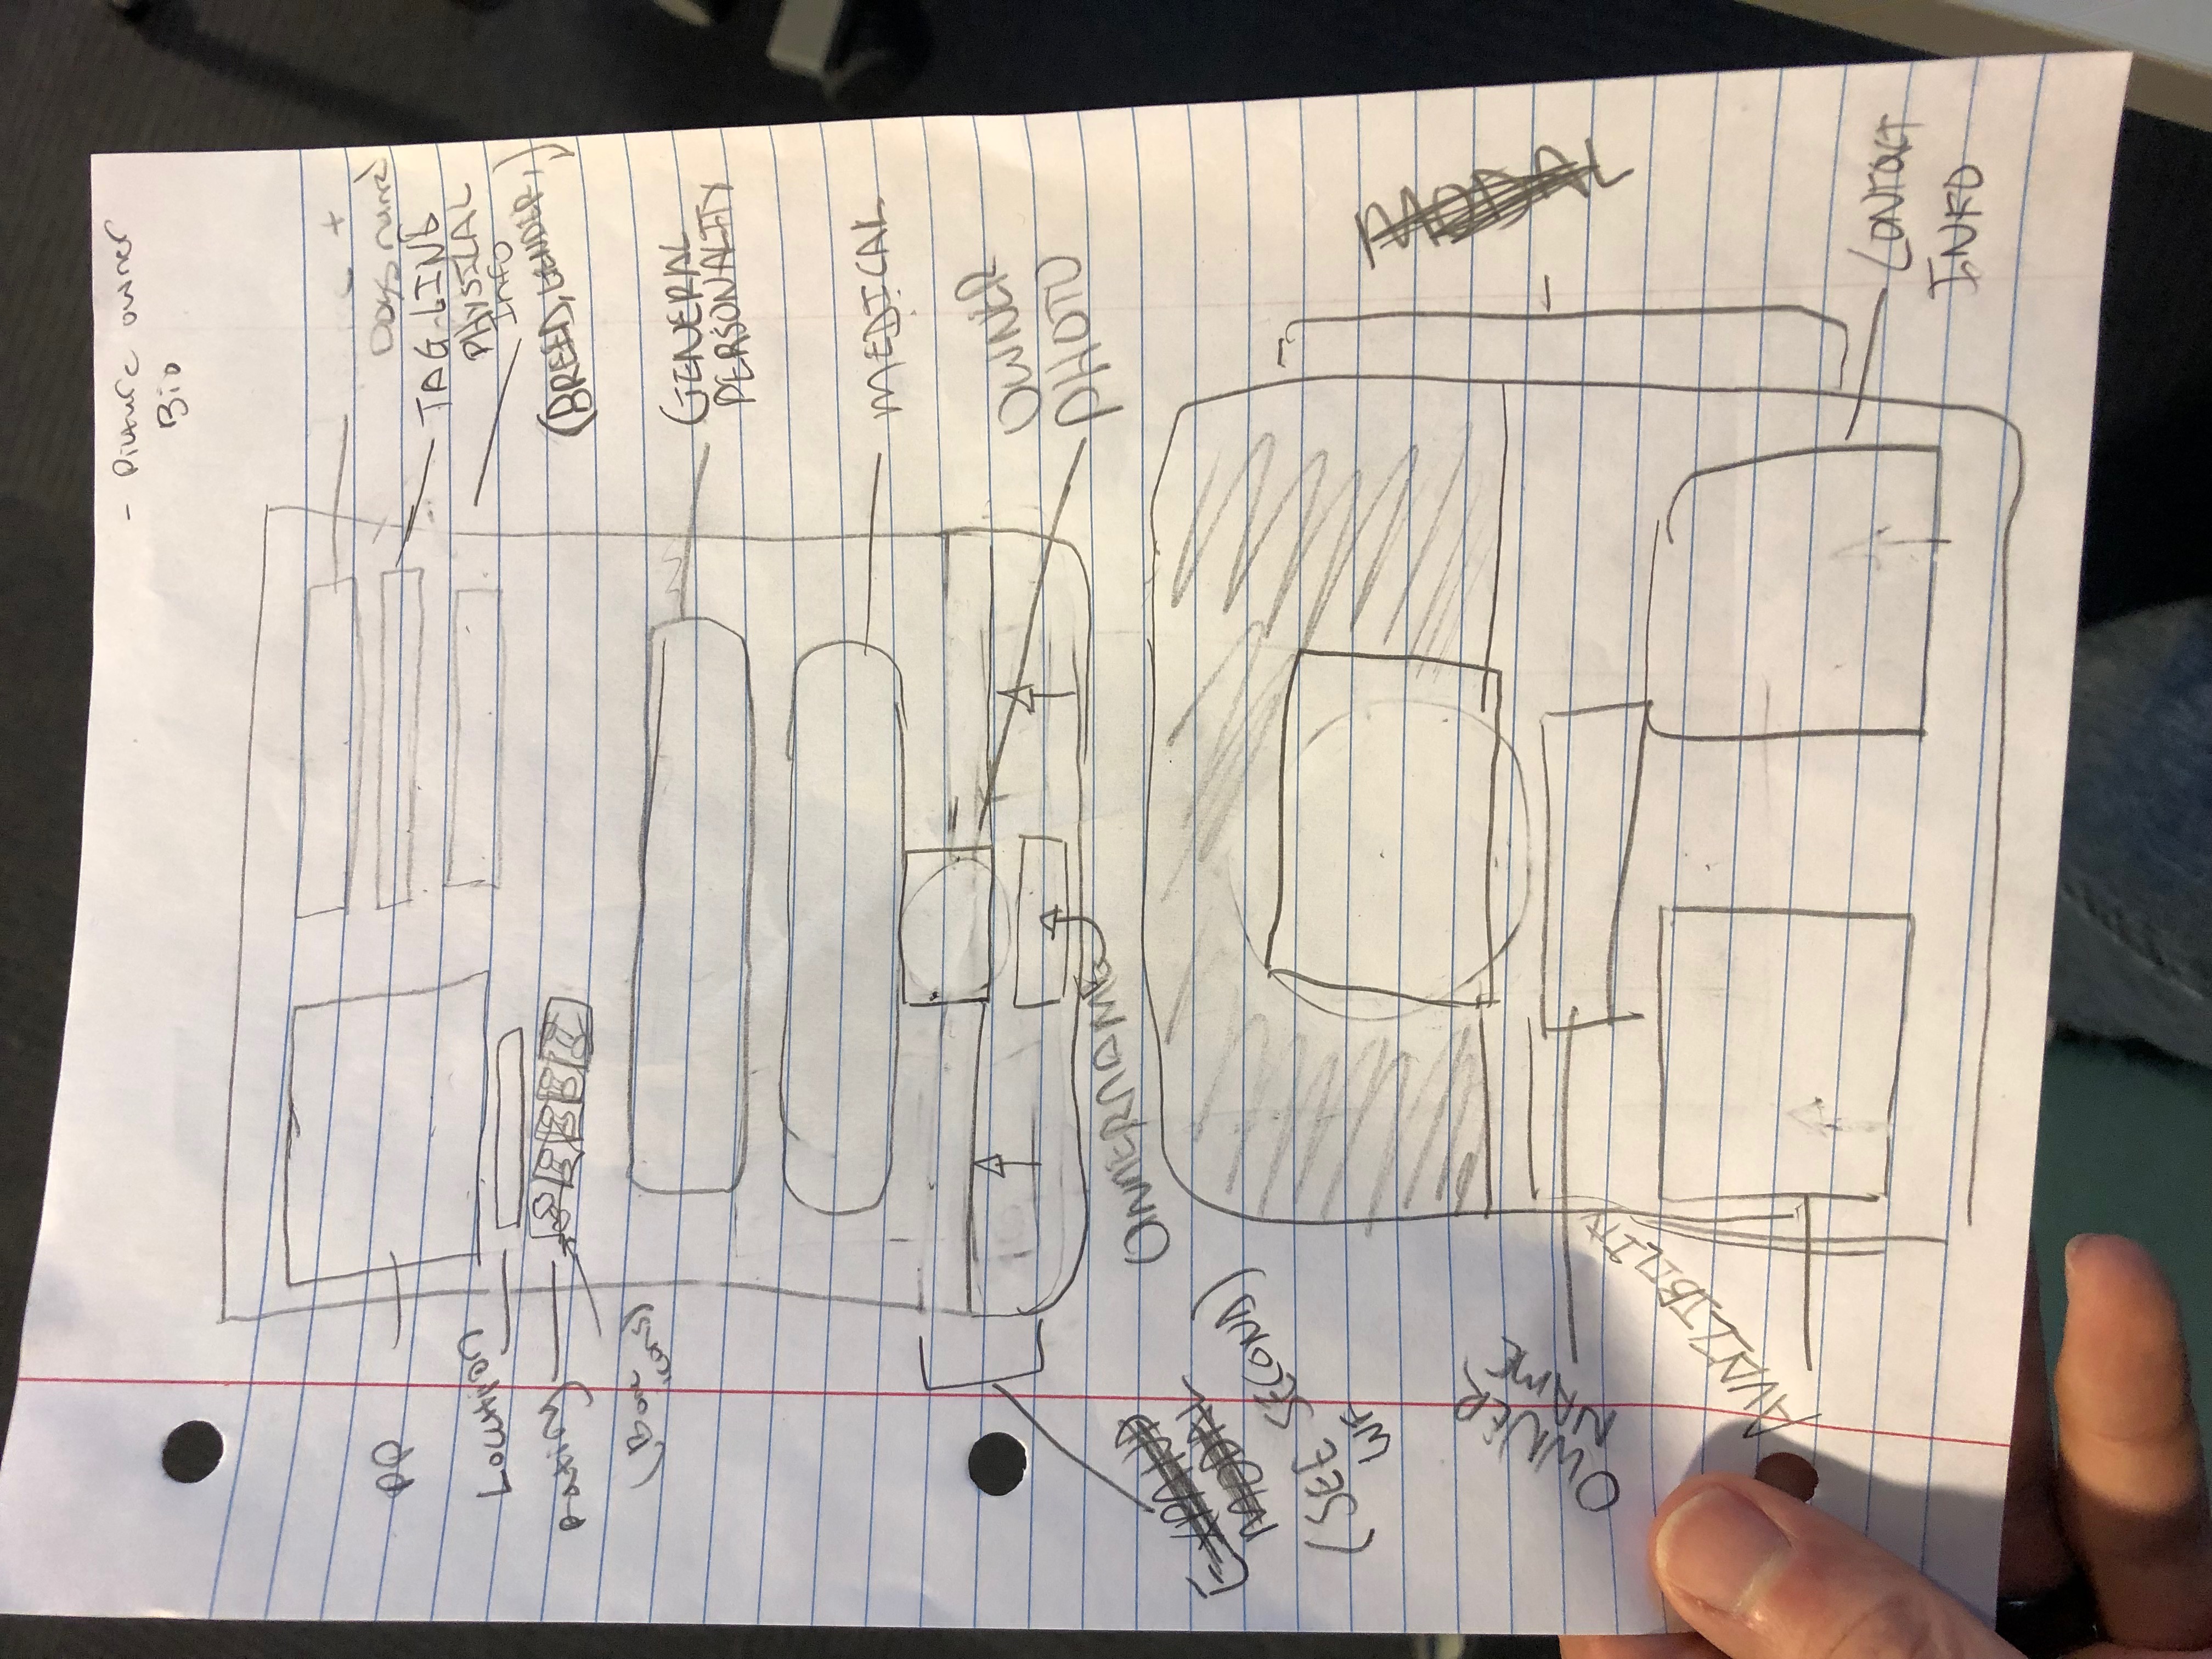 - Picture owner
Bio
+
Dogs name
PP
TAG-LINE
Location
PHYSICAL
Info
Rating
(BREED, GENDER,)
(Bone
icons)
GENERAL
PERSONALITY
MEDICAL
OWNER
PHOTO
OWNERNAME
EXPAND
MODAL
(SEE SECOND)
WF
MODAL
OWNER
NAME
AVAILIBILITY
CONTACT
INFO